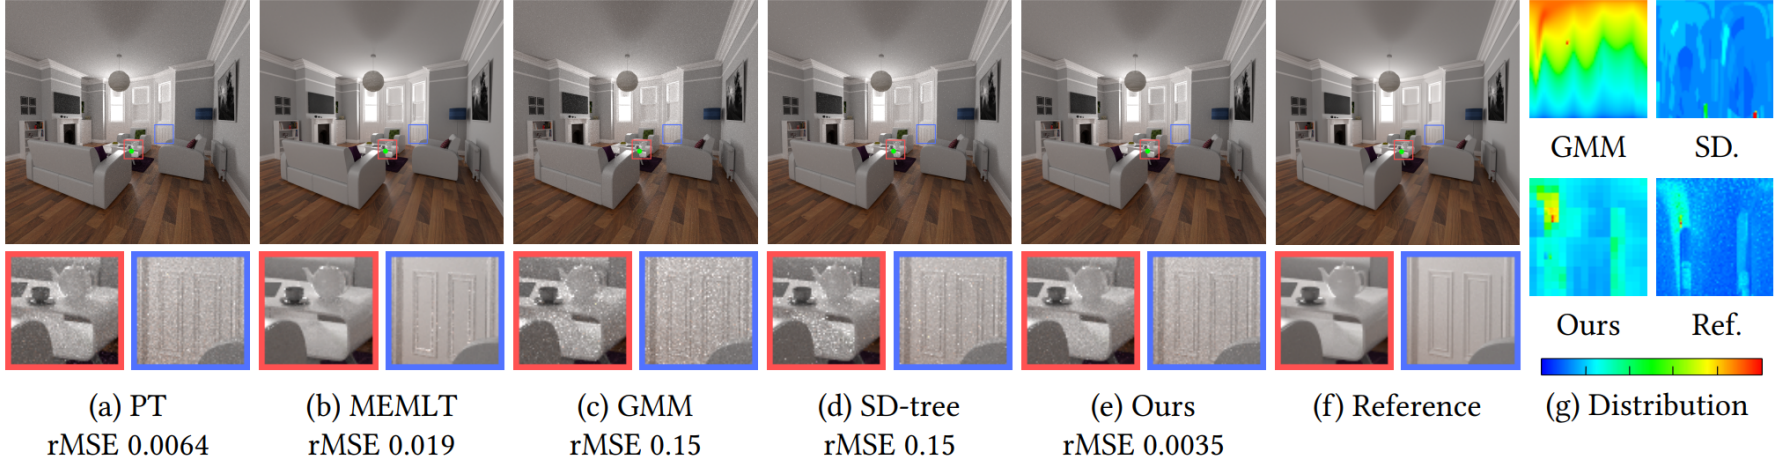 GMM
SD.
Ours
Ref.
(a) PT
(b) MEMLT
(c) GMM
(d) SD-tree
(e) Ours
(f) Reference
(g) Distribution
rMSE 0.0064
rMSE 0.019
rMSE 0.15
rMSE 0.15
rMSE 0.0035